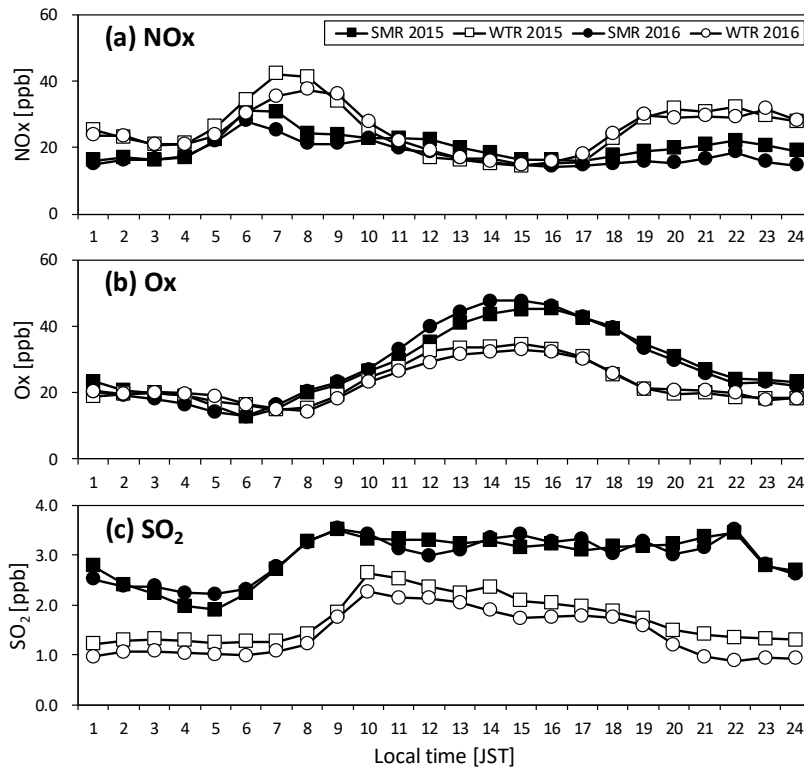 (a) NOx
SMR 2015 WTR 2015 SMR 2016 WTR 2016
NOx [ppb]
60
40
20
0
1 2 3 4 5 6 7 8 9 10 11 12 13 14 15 16 17 18 19 20 21 22 23 24
(b) Ox
Ox [ppb]
60
40
20
0
1 2 3 4 5 6 7 8 9 10 11 12 13 14 15 16 17 18 19 20 21 22 23 24
(c) SO₂
SO₂ [ppb]
4.0
3.0
2.0
1.0
0.0
1 2 3 4 5 6 7 8 9 10 11 12 13 14 15 16 17 18 19 20 21 22 23 24
Local time [JST]